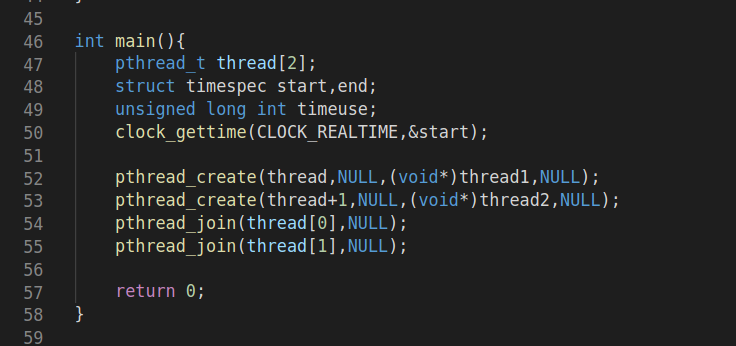 45
46 int main(){
47 pthread_t thread[2];
48 struct timespec start,end;
49 unsigned long int timeuse;
50 clock_gettime(CLOCK_REALTIME,&start);
51
52 pthread_create(thread,NULL,(void*)thread1,NULL);
53 pthread_create(thread+1,NULL,(void*)thread2,NULL);
54 pthread_join(thread[0],NULL);
55 pthread_join(thread[1],NULL);
56
57 return 0;
58 }
59